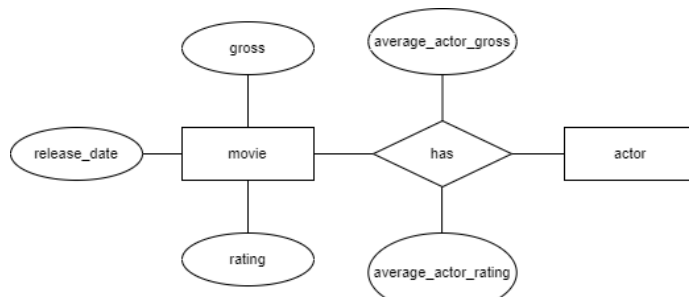 gross
average_actor_gross
release_date
movie
has
actor
rating
average_actor_rating